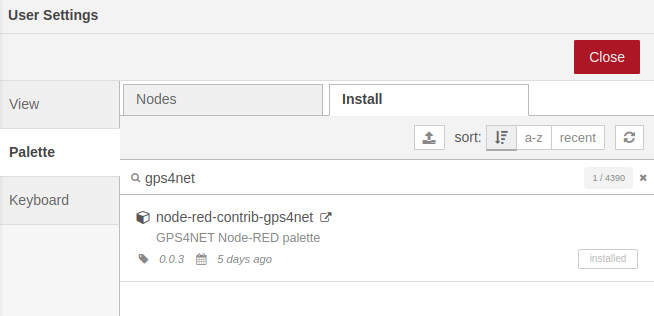 User Settings
Close
View
Palette
Keyboard
Nodes
Install
sort: a-z recent
gps4net
1 / 4390
node-red-contrib-gps4net
GPS4NET Node-RED palette
0.0.3 5 days ago
installed